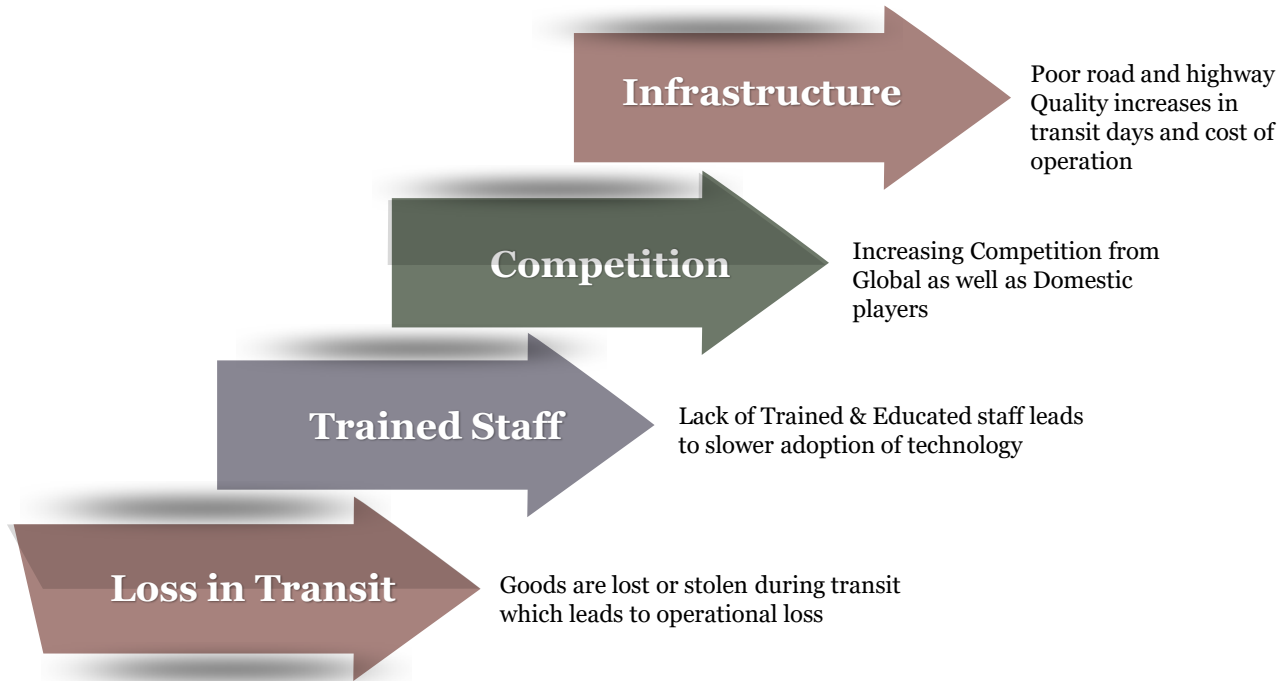 Infrastructure
Poor road and highway
Quality increases in
transit days and cost of
operation
Competition
Increasing Competition from
Global as well as Domestic
players
Trained Staff
Lack of Trained & Educated staff leads
to slower adoption of technology
Loss in Transit
Goods are lost or stolen during transit
which leads to operational loss